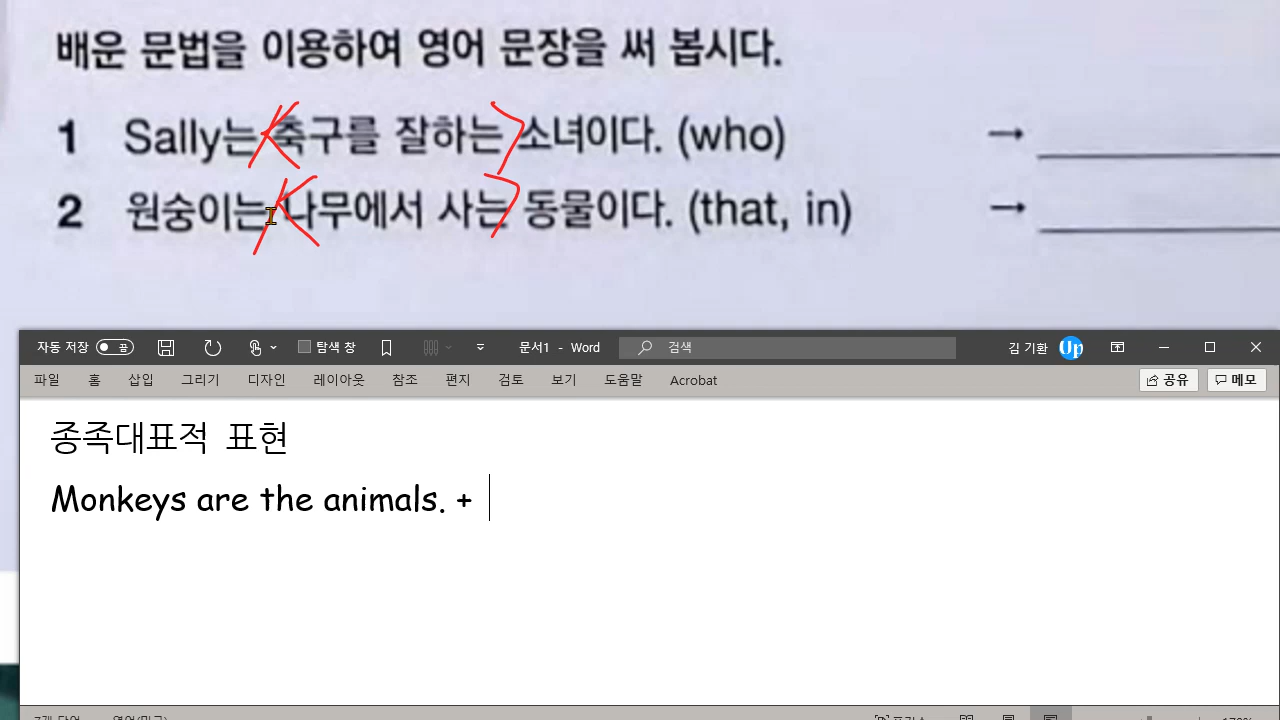 배운 문법을 이용하여 영어 문장을 써 봅시다.
1 Sally는 축구를 잘하는 소녀이다. (who) →
2 원숭이는 나무에서 사는 동물이다. (that, in) →
자동 저장 끔 탐색 창 문서1 - Word 검색 김 기환 Up
파일 홈 삽입 그리기 디자인 레이아웃 참조 편지 검토 보기 도움말 Acrobat 공유 메모
종족대표적 표현
Monkeys are the animals. +